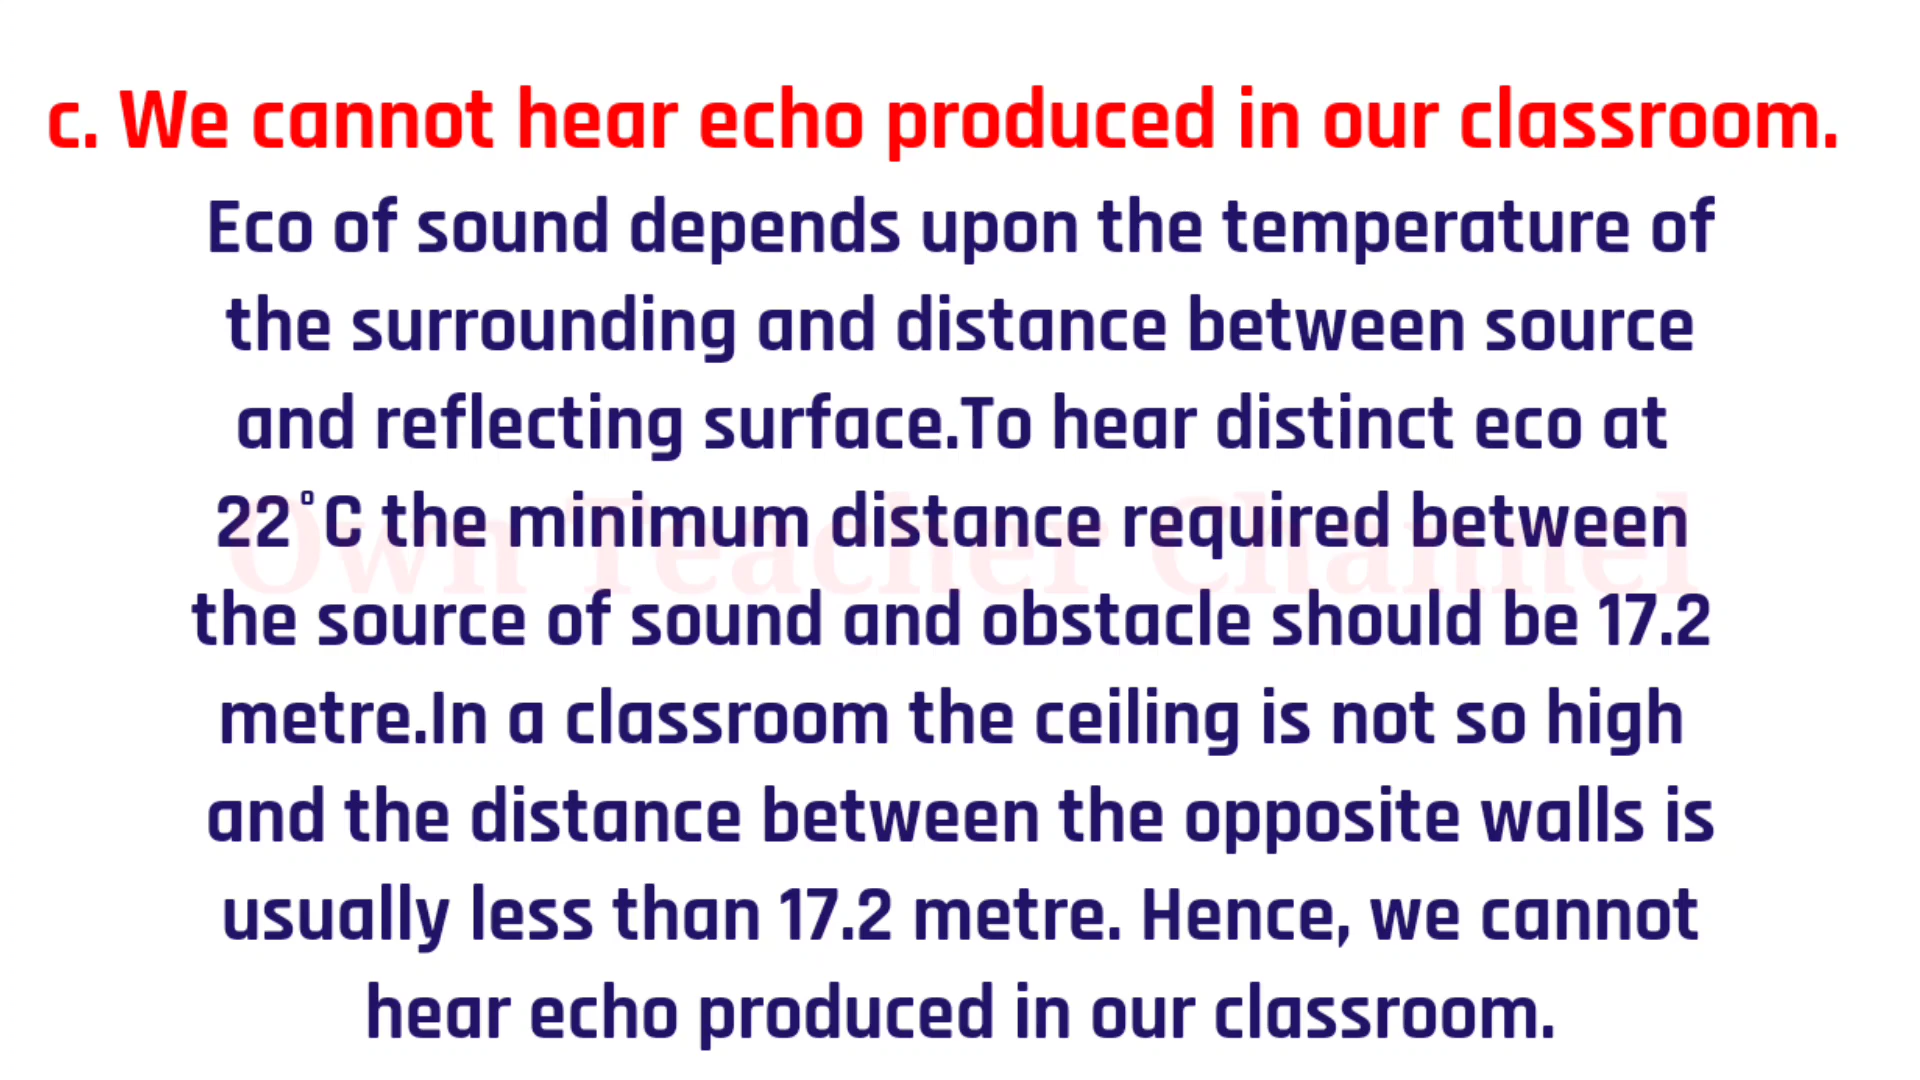 c. We cannot hear echo produced in our classroom.
Eco of sound depends upon the temperature of
the surrounding and distance between source
and reflecting surface.To hear distinct eco at
22°C the minimum distance required between
Own Teacher Channel
the source of sound and obstacle should be 17.2
metre.In a classroom the ceiling is not so high
and the distance between the opposite walls is
usually less than 17.2 metre. Hence, we cannot
hear echo produced in our classroom.